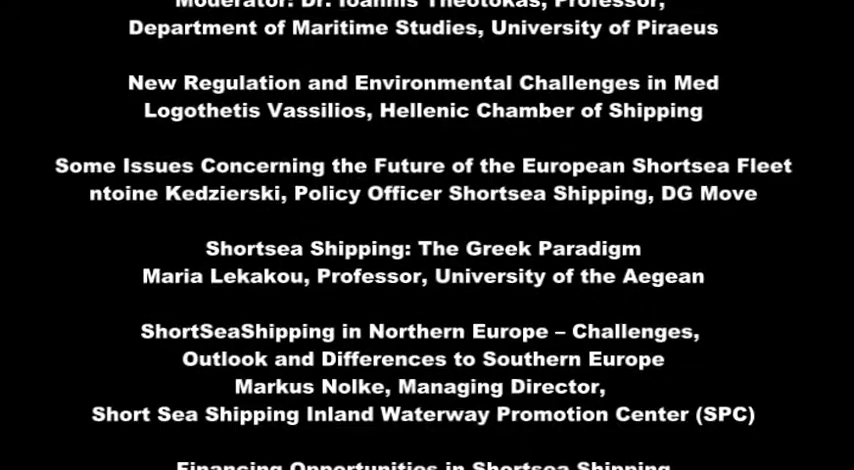 Moderator: Dr. Ioannis Theotokas, Professor,
Department of Maritime Studies, University of Piraeus
New Regulation and Environmental Challenges in Med
Logothetis Vassilios, Hellenic Chamber of Shipping
Some Issues Concerning the Future of the European Shortsea Fleet
ntoine Kedzierski, Policy Officer Shortsea Shipping, DG Move
Shortsea Shipping: The Greek Paradigm
Maria Lekakou, Professor, University of the Aegean
ShortSeaShipping in Northern Europe – Challenges,
Outlook and Differences to Southern Europe
Markus Nolke, Managing Director,
Short Sea Shipping Inland Waterway Promotion Center (SPC)
Financing Opportunities in Shortsea Shipping